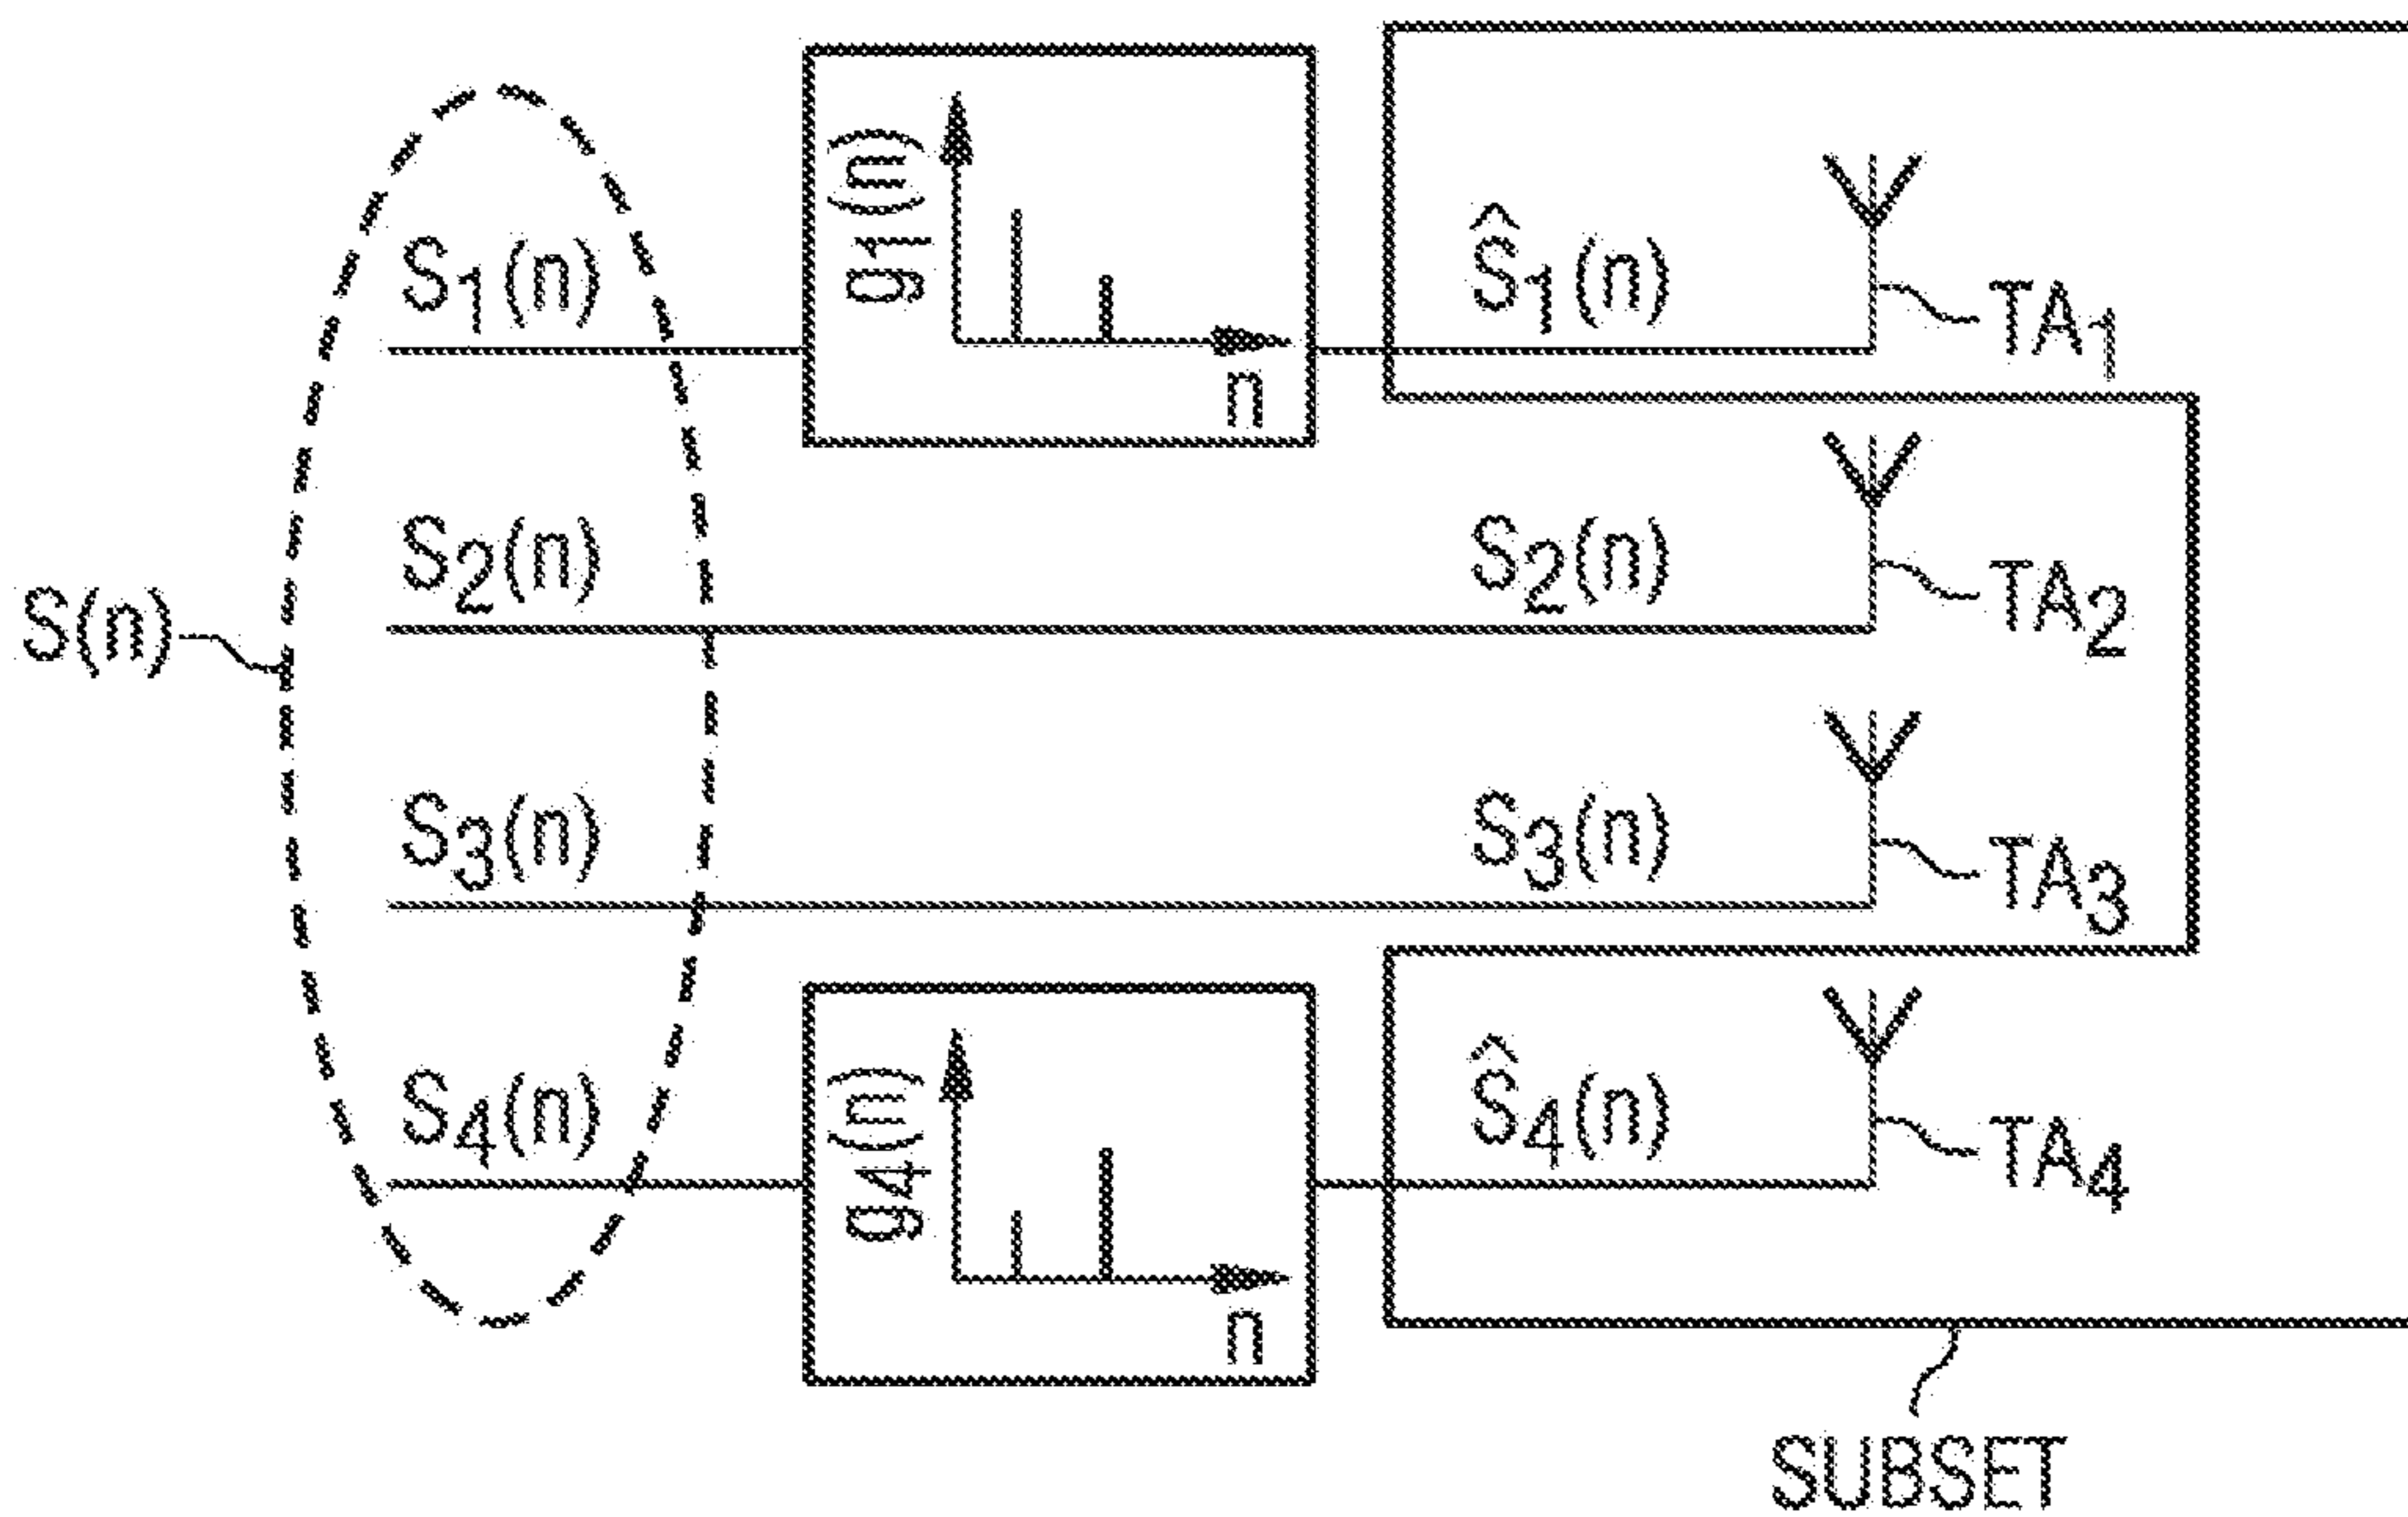 S₁(n)
g1(n)
n
Ŝ₁(n)
TA₁
S₂(n)
S₂(n)
TA₂
S(n)
S₃(n)
S₃(n)
TA₃
S₄(n)
g4(n)
n
Ŝ₄(n)
TA₄
SUBSET